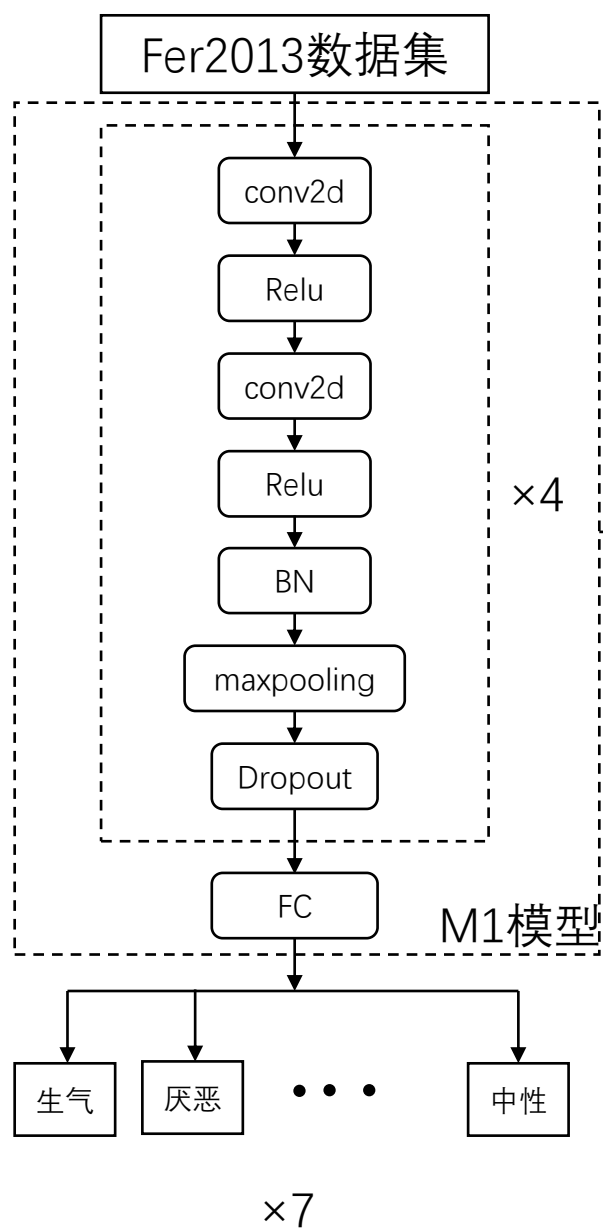 Fer2013数据集
conv2d
Relu
conv2d
Relu
×4
BN
maxpooling
Dropout
FC
M1模型
生气
厌恶
• • •
中性
×7